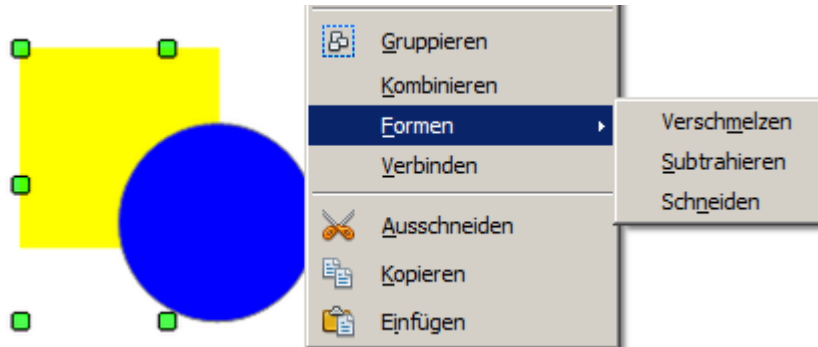 Gruppieren
Kombinieren
Formen
Verbinden
Ausschneiden
Kopieren
Einfügen
Verschmelzen
Subtrahieren
Schneiden